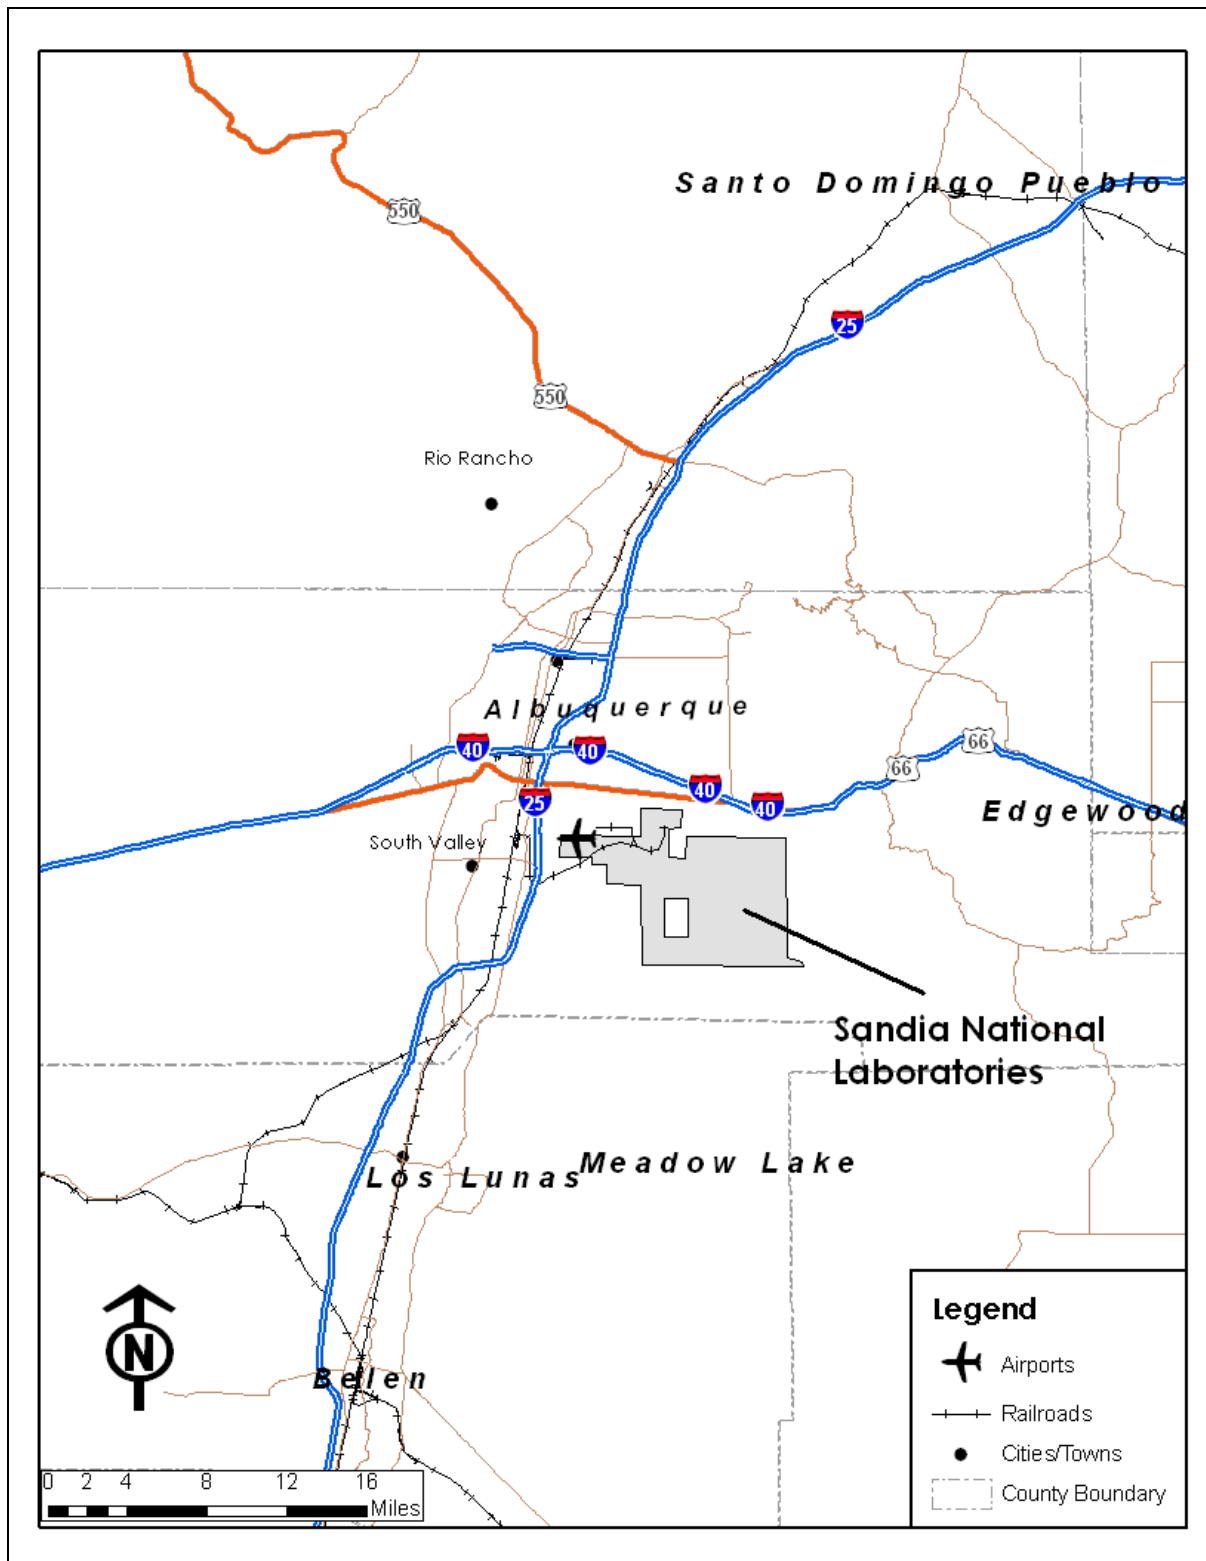 Santo Domingo Pueblo
550
25
550
Rio Rancho
Albuquerque
40
40
66
66
40
40
25
Edgewood
South Valley
Sandia National
Laboratories
Meadow Lake
Los Lunas
Belen
N
Legend
Airports
Railroads
Cities/Towns
County Boundary
0 2 4 8 12 16
Miles